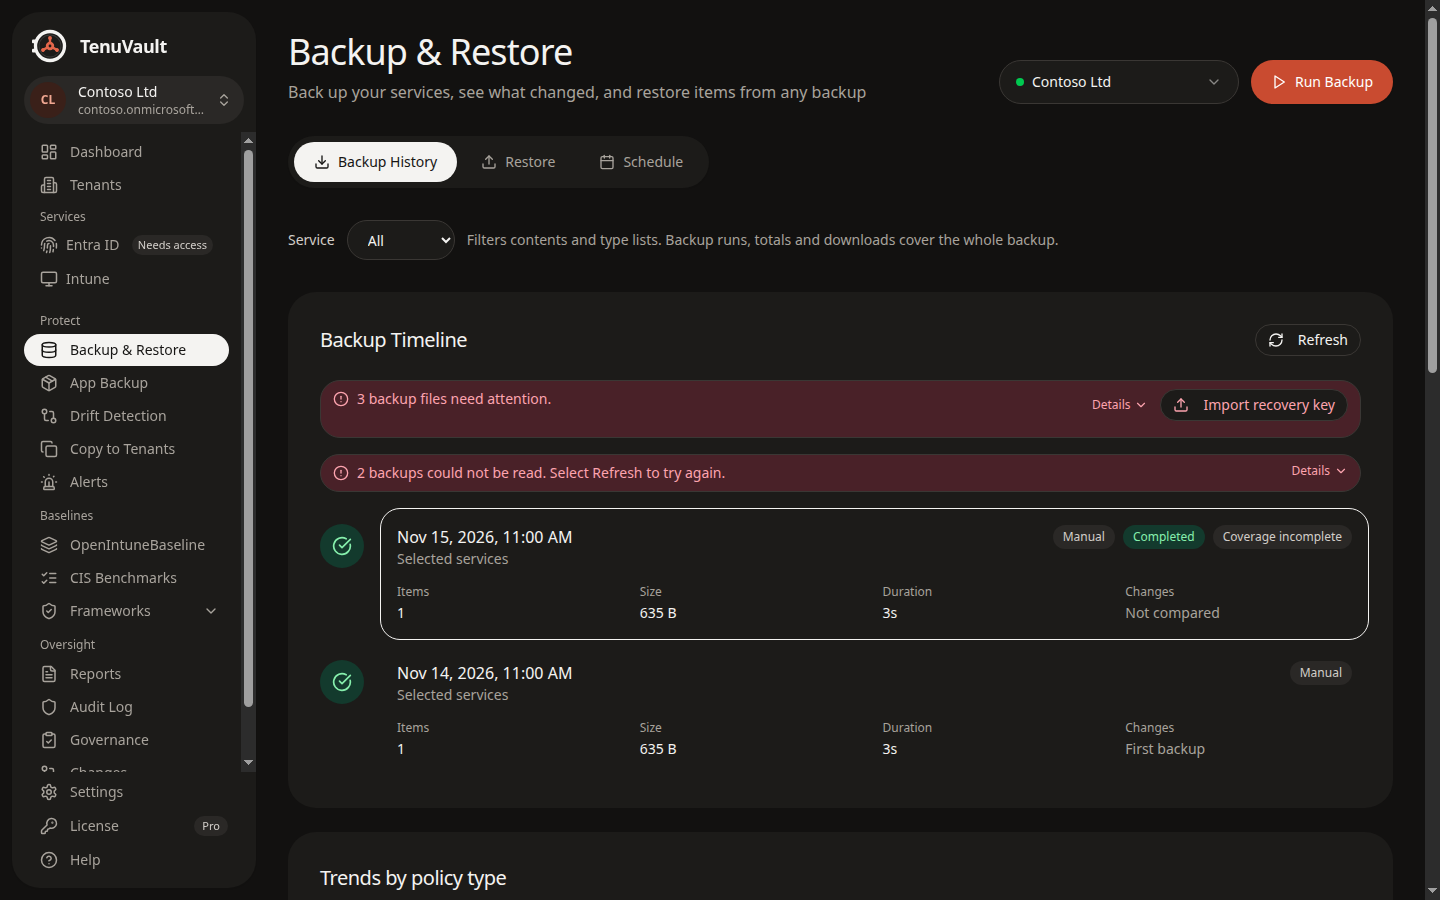 TenuVault
CL
Contoso Ltd
contoso.onmicrosoft...
Dashboard
Tenants
Services
Entra ID
Needs access
Intune
Protect
Backup & Restore
App Backup
Drift Detection
Copy to Tenants
Alerts
Baselines
OpenIntuneBaseline
CIS Benchmarks
Frameworks
Oversight
Reports
Audit Log
Governance
Changes
Settings
License
Pro
Help
Backup & Restore
Back up your services, see what changed, and restore items from any backup
Contoso Ltd
Run Backup
Backup History
Restore
Schedule
Service
All
Filters contents and type lists. Backup runs, totals and downloads cover the whole backup.
Backup Timeline
Refresh
3 backup files need attention.
Details
Import recovery key
2 backups could not be read. Select Refresh to try again.
Details
Nov 15, 2026, 11:00 AM
Manual
Completed
Coverage incomplete
Selected services
Items
Size
Duration
Changes
1
635 B
3s
Not compared
Nov 14, 2026, 11:00 AM
Manual
Selected services
Items
Size
Duration
Changes
1
635 B
3s
First backup
Trends by policy type